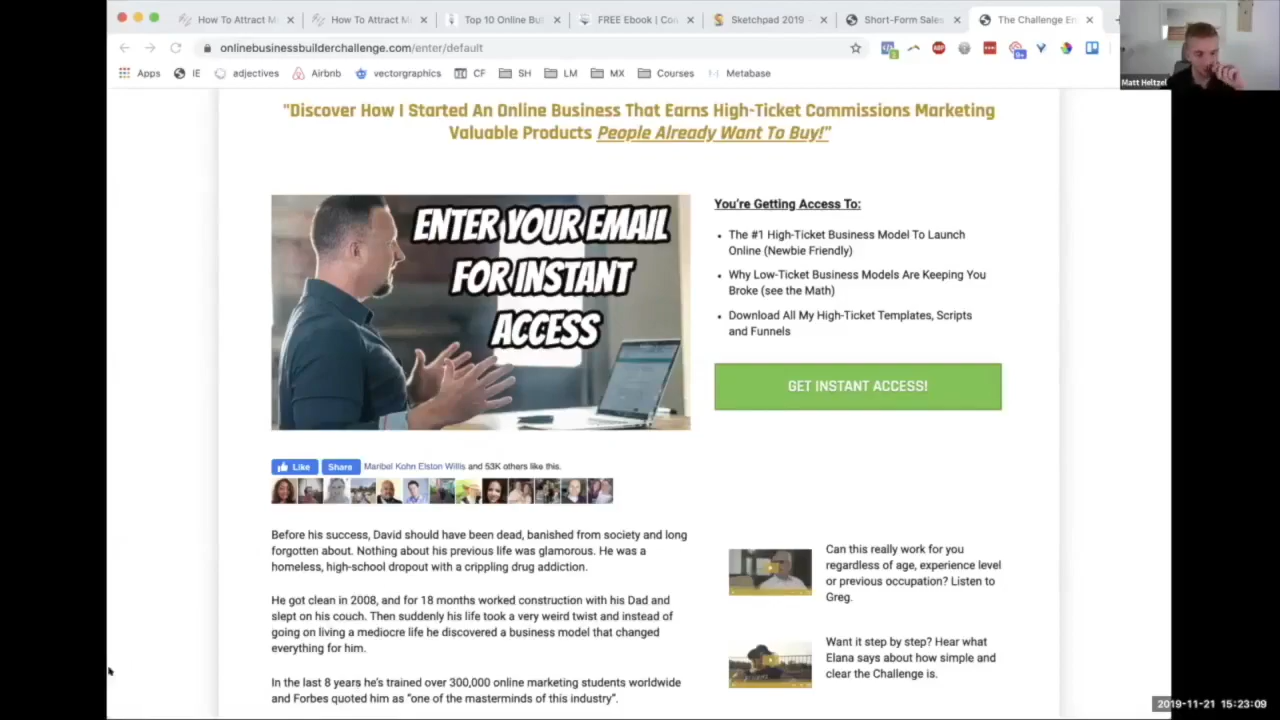 How To Attract M
How To Attract M
Top 10 Online Bu
FREE Ebook | Con
Sketchpad 2019 -
Short-Form Sales
The Challenge En
onlinebusinessbuilderchallenge.com/enter/default
Apps
IE
adjectives
Airbnb
vectorgraphics
CF
SH
LM
MX
Courses
Metabase
Matt Heltzel
"Discover How I Started An Online Business That Earns High-Ticket Commissions Marketing
Valuable Products People Already Want To Buy!"
ENTER YOUR EMAIL
FOR INSTANT
ACCESS
You're Getting Access To:
• The #1 High-Ticket Business Model To Launch
Online (Newbie Friendly)
• Why Low-Ticket Business Models Are Keeping You
Broke (see the Math)
• Download All My High-Ticket Templates, Scripts
and Funnels
GET INSTANT ACCESS!
Like Share Maribel Kohn Elston Willis and 53K others like this.
Before his success, David should have been dead, banished from society and long
forgotten about. Nothing about his previous life was glamorous. He was a
homeless, high-school dropout with a crippling drug addiction.
He got clean in 2008, and for 18 months worked construction with his Dad and
slept on his couch. Then suddenly his life took a very weird twist and instead of
going on living a mediocre life he discovered a business model that changed
everything for him.
In the last 8 years he's trained over 300,000 online marketing students worldwide
and Forbes quoted him as "one of the masterminds of this industry".
Can this really work for you
regardless of age, experience level
or previous occupation? Listen to
Greg.
Want it step by step? Hear what
Elana says about how simple and
clear the Challenge is.
2019-11-21 15:23:09